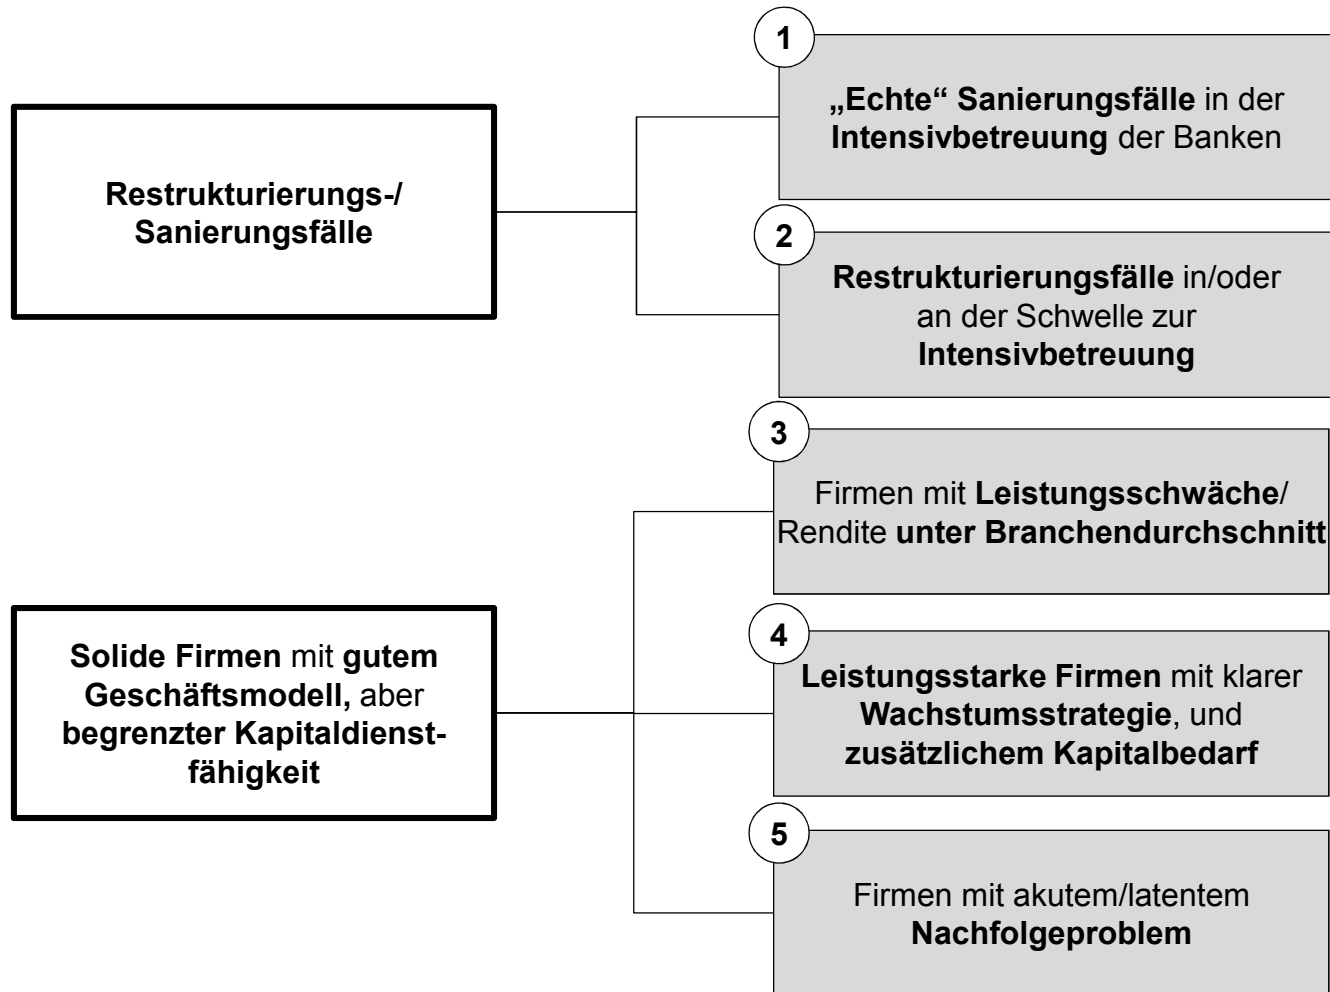 Restrukturierungs-/
Sanierungsfälle
1
„Echte“ Sanierungsfälle in der
Intensivbetreuung der Banken
2
Restrukturierungsfälle in/oder
an der Schwelle zur
Intensivbetreuung
Solide Firmen mit gutem
Geschäftsmodell, aber
begrenzter Kapitaldienst-
fähigkeit
3
Firmen mit Leistungsschwäche/
Rendite unter Branchendurchschnitt
4
Leistungsstarke Firmen mit klarer
Wachstumsstrategie, und
zusätzlichem Kapitalbedarf
5
Firmen mit akutem/latentem
Nachfolgeproblem